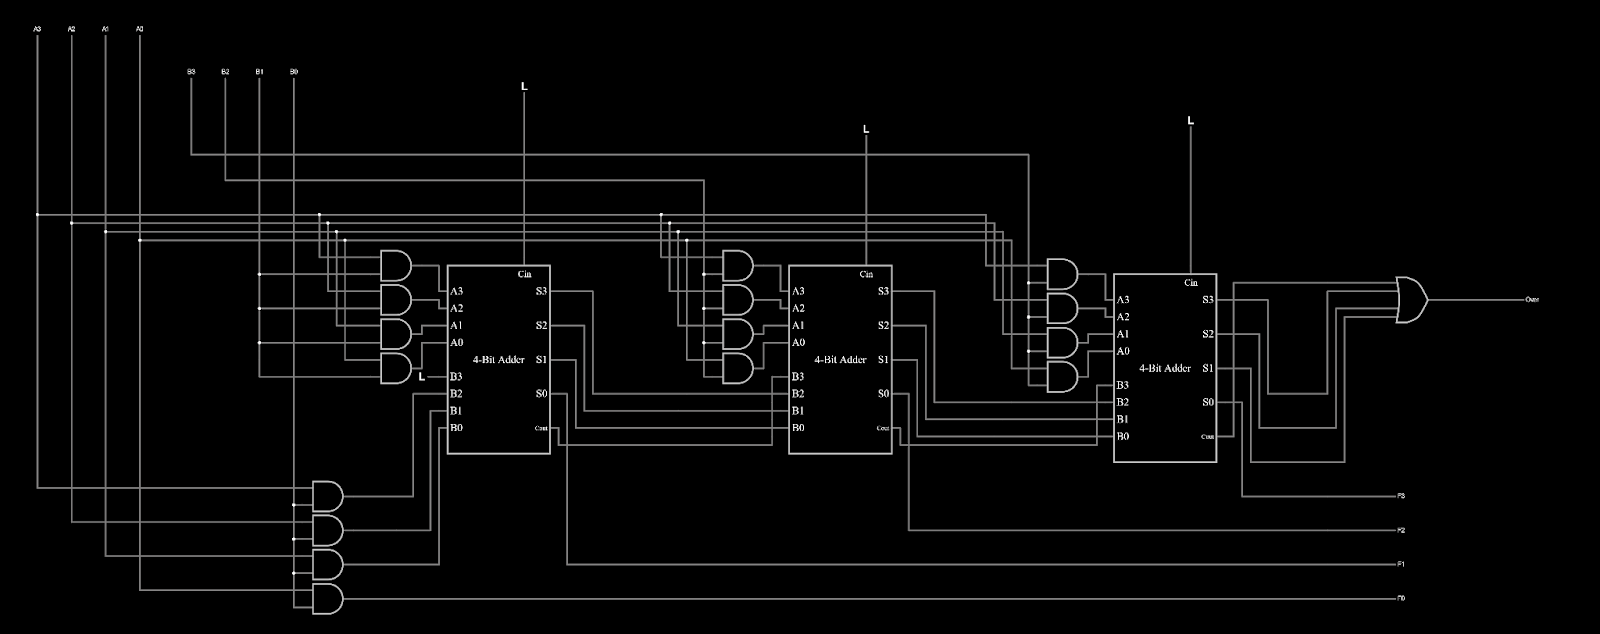 A3 A2 A1 A0
B3 B2 B1 B0
L
L
L
Cin
A3
A2
A1
A0
L
B3
B2
B1
B0
4-Bit Adder
S3
S2
S1
S0
Cout
Cin
A3
A2
A1
A0
B3
B2
B1
B0
4-Bit Adder
S3
S2
S1
S0
Cout
Cin
A3
A2
A1
A0
B3
B2
B1
B0
4-Bit Adder
S3
S2
S1
S0
Cout
P3
P2
P1
P0